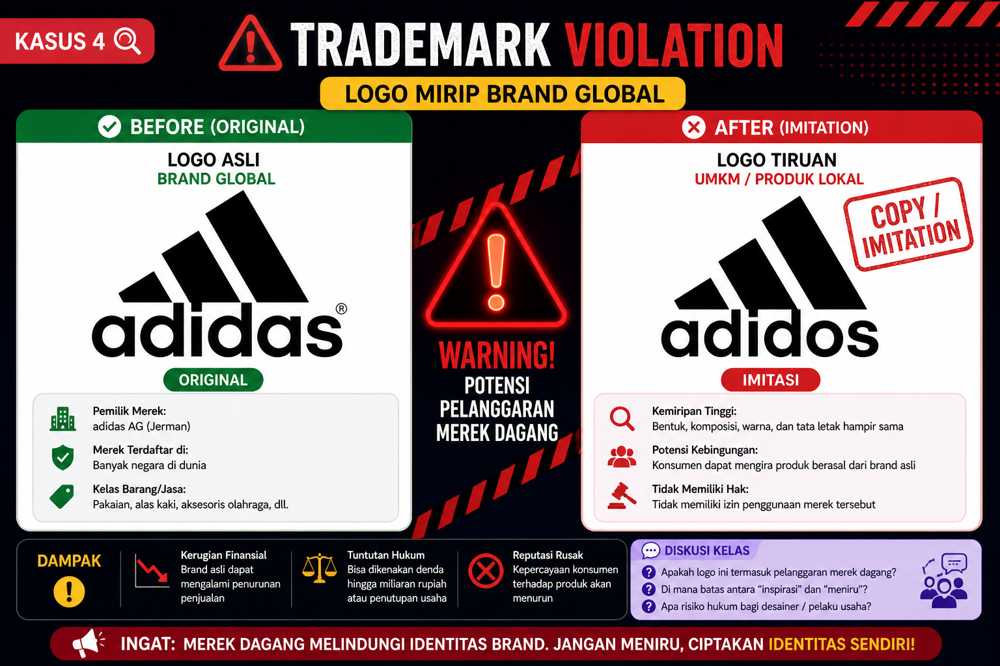 KASUS 4
TRADEMARK VIOLATION
LOGO MIRIP BRAND GLOBAL
BEFORE (ORIGINAL)
LOGO ASLI
BRAND GLOBAL
adidas®
ORIGINAL
Pemilik Merek:
adidas AG (Jerman)
Merek Terdaftar di:
Banyak negara di dunia
Kelas Barang/Jasa:
Pakaian, alas kaki, aksesoris olahraga, dll.
WARNING!
POTENSI
PELANGGARAN
MEREK DAGANG
AFTER (IMITATION)
LOGO TIRUAN
UMKM / PRODUK LOKAL
COPY /
IMITATION
adidos
IMITASI
Kemiripan Tinggi:
Bentuk, komposisi, warna, dan tata letak hampir sama
Potensi Kebingungan:
Konsumen dapat mengira produk berasal dari brand asli
Tidak Memiliki Hak:
Tidak memiliki izin penggunaan merek tersebut
DAMPAK
Kerugian Finansial
Brand asli dapat
mengalami penurunan
penjualan
Tuntutan Hukum
Bisa dikenakan denda
hingga miliaran rupiah
atau penutupan usaha
Reputasi Rusak
Kepercayaan konsumen
terhadap produk akan
menurun
DISKUSI KELAS
? Apakah logo ini termasuk pelanggaran merek dagang?
? Di mana batas antara "inspirasi" dan "meniru"?
? Apa risiko hukum bagi desainer / pelaku usaha?
INGAT: MEREK DAGANG MELINDUNGI IDENTITAS BRAND. JANGAN MENIRU, CIPTAKAN IDENTITAS SENDIRI!